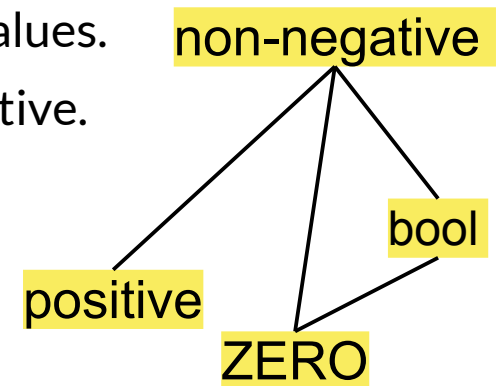 alues.
non-negative
tive.
bool
positive
ZERO